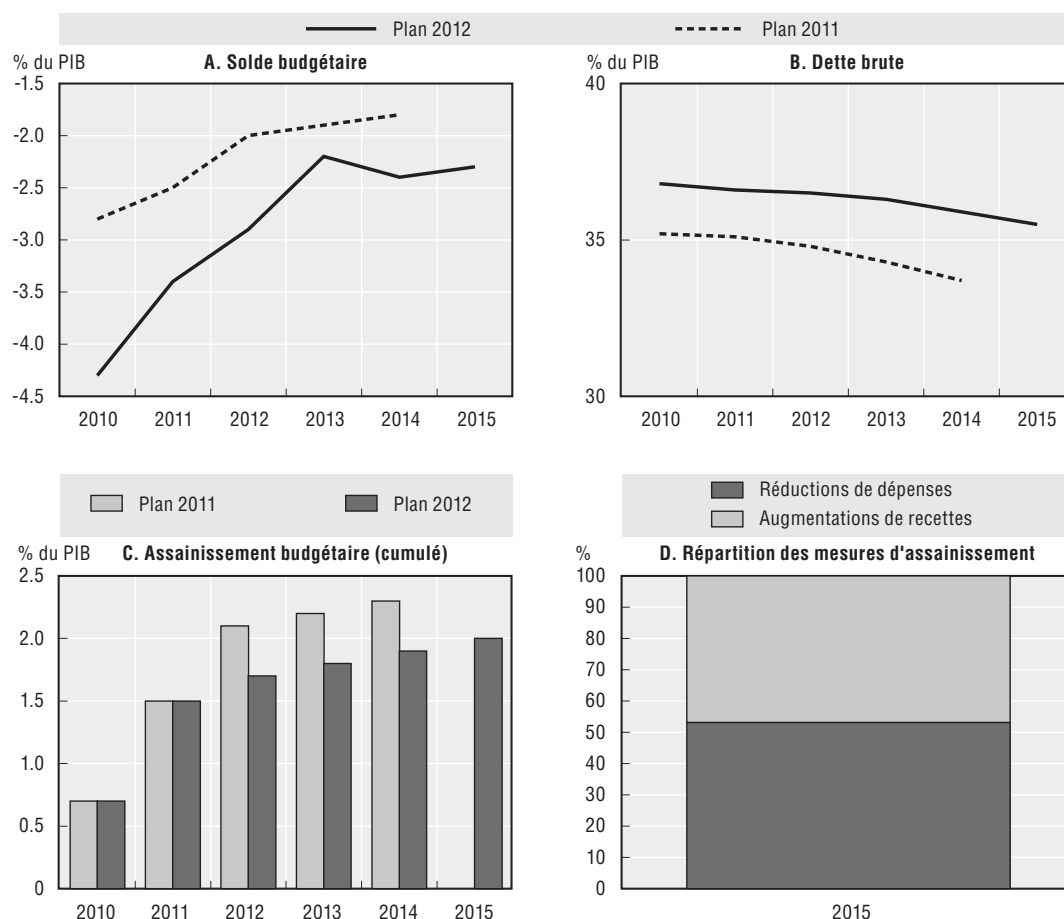 Plan 2012 Plan 2011
% du PIB A. Solde budgétaire
-1.5
-2.0
-2.5
-3.0
-3.5
-4.0
-4.5
2010 2011 2012 2013 2014 2015
% du PIB B. Dette brute
40
35
30
2010 2011 2012 2013 2014 2015
Plan 2011 Plan 2012
% du PIB C. Assainissement budgétaire (cumulé)
2.5
2.0
1.5
1.0
0.5
0
2010 2011 2012 2013 2014 2015
Réductions de dépenses
Augmentations de recettes
% D. Répartition des mesures d'assainissement
100
90
80
70
60
50
40
30
20
10
0
2015